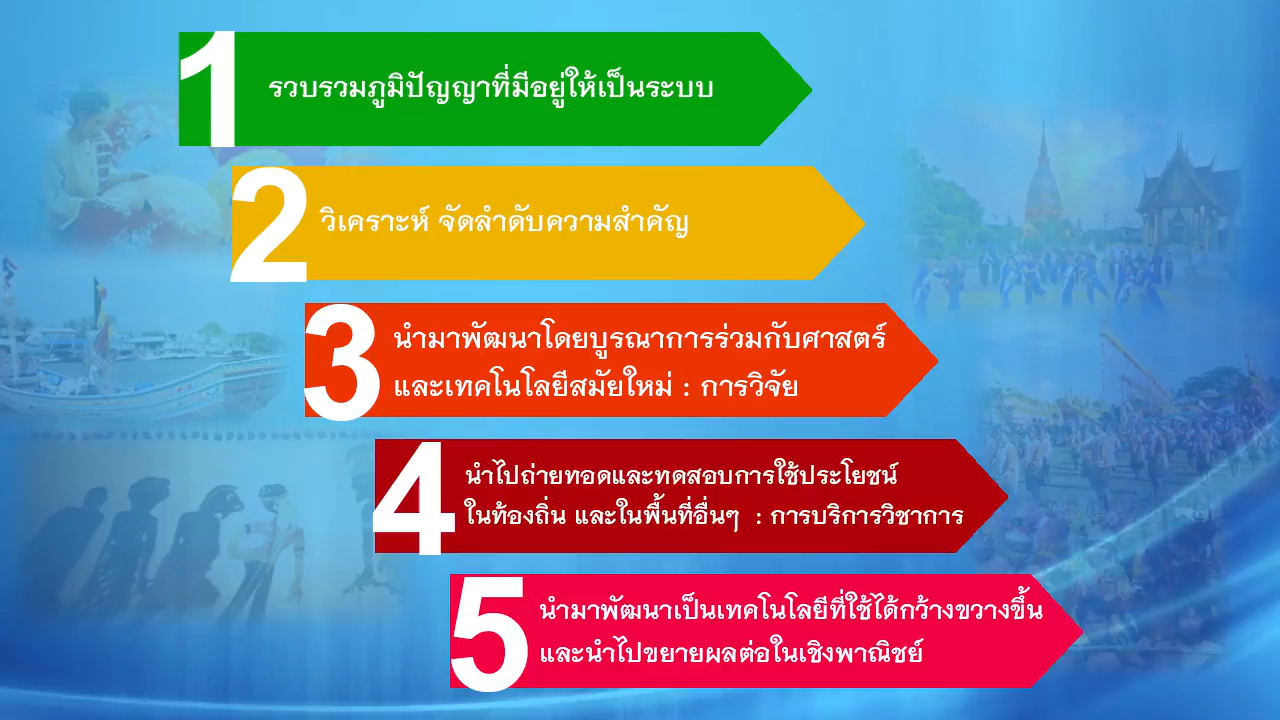 1
รวบรวมภูมิปัญญาที่มีอยู่ให้เป็นระบบ
2
วิเคราะห์ จัดลำดับความสำคัญ
3
นำมาพัฒนาโดยบูรณาการร่วมกับศาสตร์
และเทคโนโลยีสมัยใหม่ : การวิจัย
4
นำไปถ่ายทอดและทดสอบการใช้ประโยชน์
ในท้องถิ่น และในพื้นที่อื่นๆ : การบริการวิชาการ
5
นำมาพัฒนาเป็นเทคโนโลยีที่ใช้ได้กว้างขวางขึ้น
และนำไปขยายผลต่อในเชิงพาณิชย์